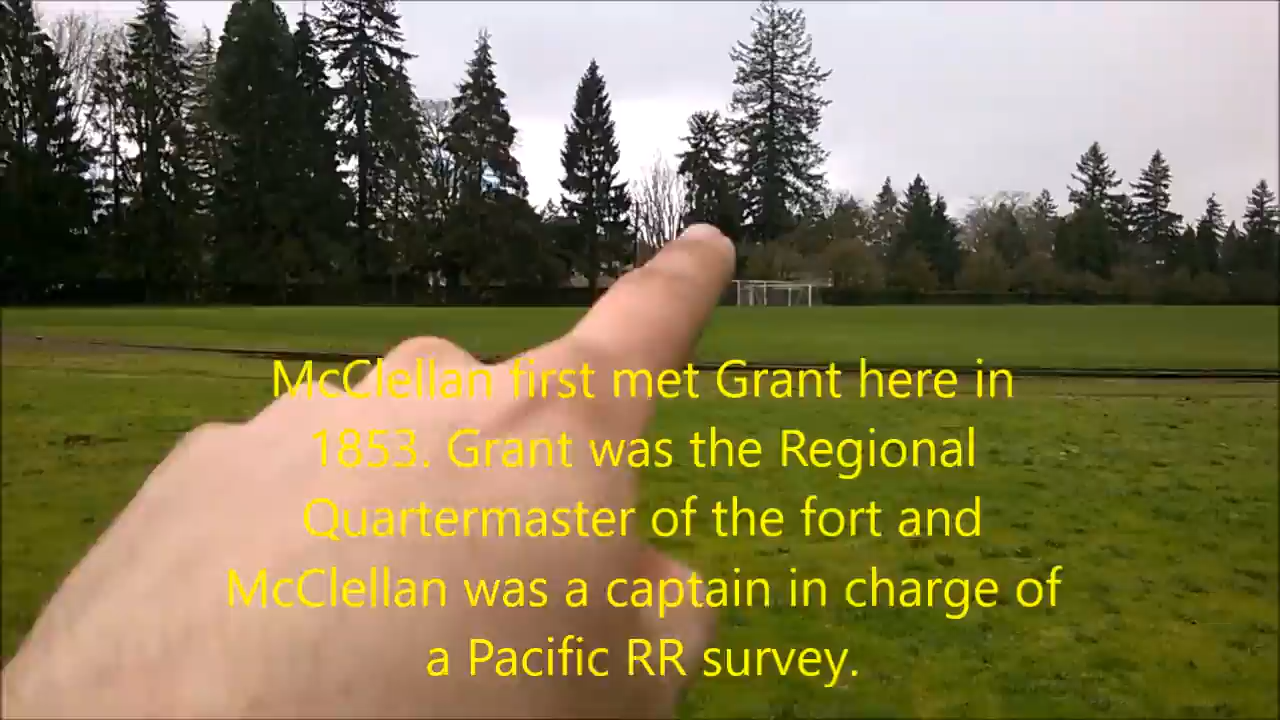 McClellan first met Grant here in
1853. Grant was the Regional
Quartermaster of the fort and
McClellan was a captain in charge of
a Pacific RR survey.